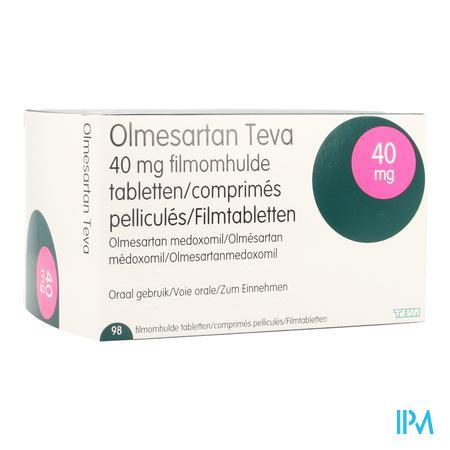 Olmesartan Teva
40 mg filmomhulde
tabletten/comprimés
pelliculés/Filmtabletten
Olmesartan medoxomil/Olmésartan
médoxomil/Olmesartanmedoxomil
Oraal gebruik/Voie orale/Zum Einnehmen
98 filmomhulde tabletten/comprimés pelliculés/Filmtabletten
40
mg
TEVA
Olmesartan Teva
40
mg
IPM